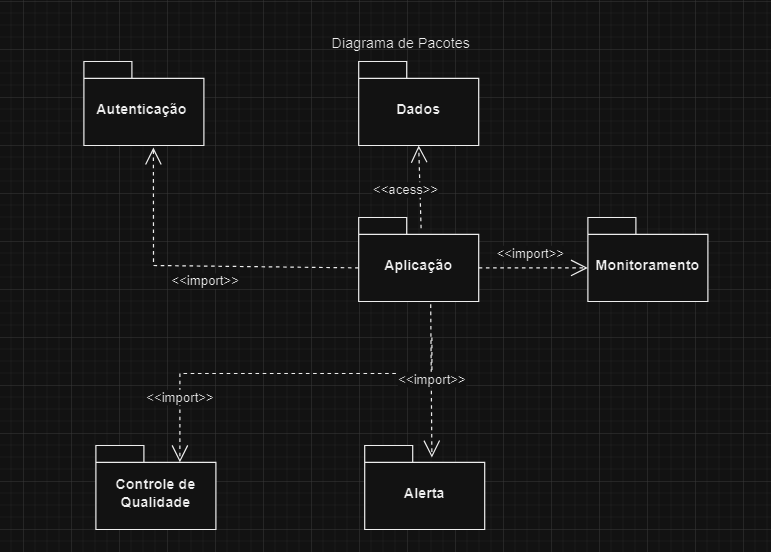 Diagrama de Pacotes
Autenticação
Dados
<<acess>>
Aplicação
<<import>>
Monitoramento
<<import>>
<<import>>
<<import>>
Controle de
Qualidade
Alerta